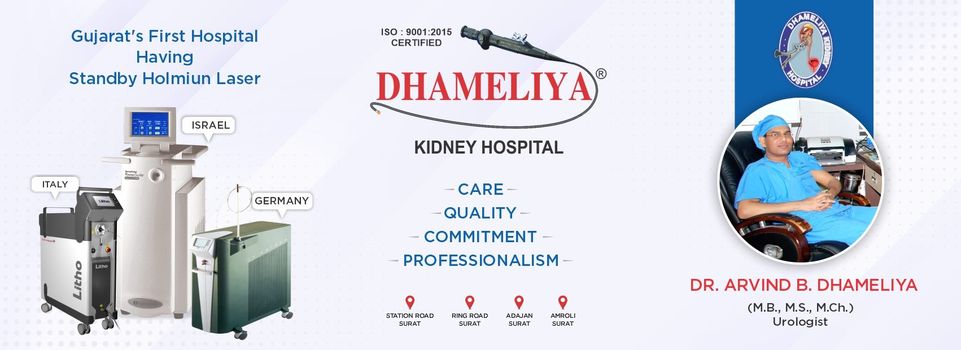 Gujarat's First Hospital
Having
Standby Holmiun Laser
ISRAEL
ITALY
GERMANY
Litho
Litho
Litho
ISO : 9001:2015
CERTIFIED
DHAMELIYA®
KIDNEY HOSPITAL
CARE
QUALITY
COMMITMENT
PROFESSIONALISM
STATION ROAD
SURAT
RING ROAD
SURAT
ADAJAN
SURAT
AMROLI
SURAT
DHAMELIYA KIDNEY
HOSPITAL
DR. ARVIND B. DHAMELIYA
(M.B., M.S., M.Ch.)
Urologist